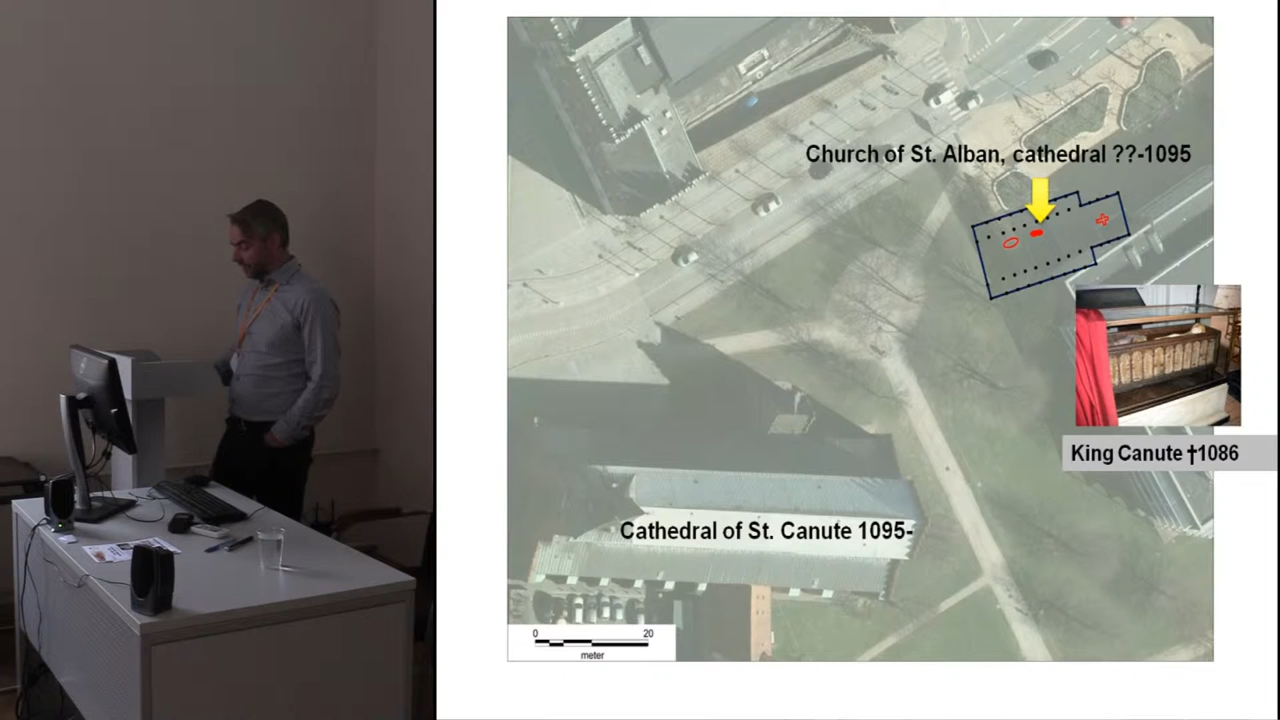 Church of St. Alban, cathedral ??-1095
King Canute †1086
Cathedral of St. Canute 1095-
0 20
meter